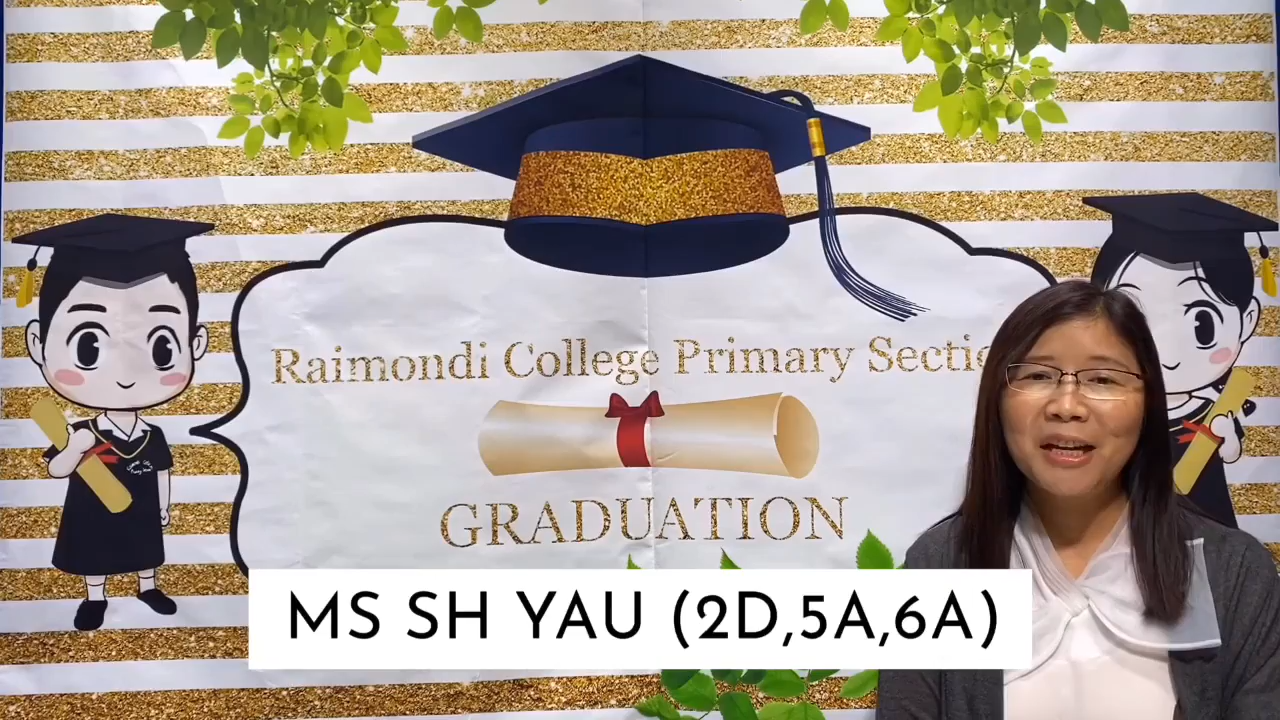 Raimondi College Primary Sectio
GRADUATION
MS SH YAU (2D,5A,6A)